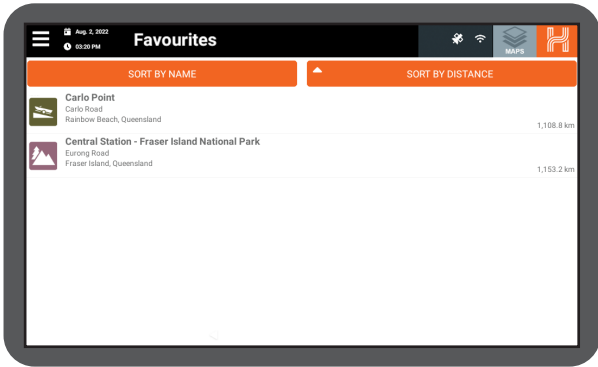 Aug. 2, 2022
03:20 PM
Favourites
MAPS
SORT BY NAME
SORT BY DISTANCE
Carlo Point
Carlo Road
Rainbow Beach, Queensland
1,108.8 km
Central Station - Fraser Island National Park
Eurong Road
Fraser Island, Queensland
1,153.2 km